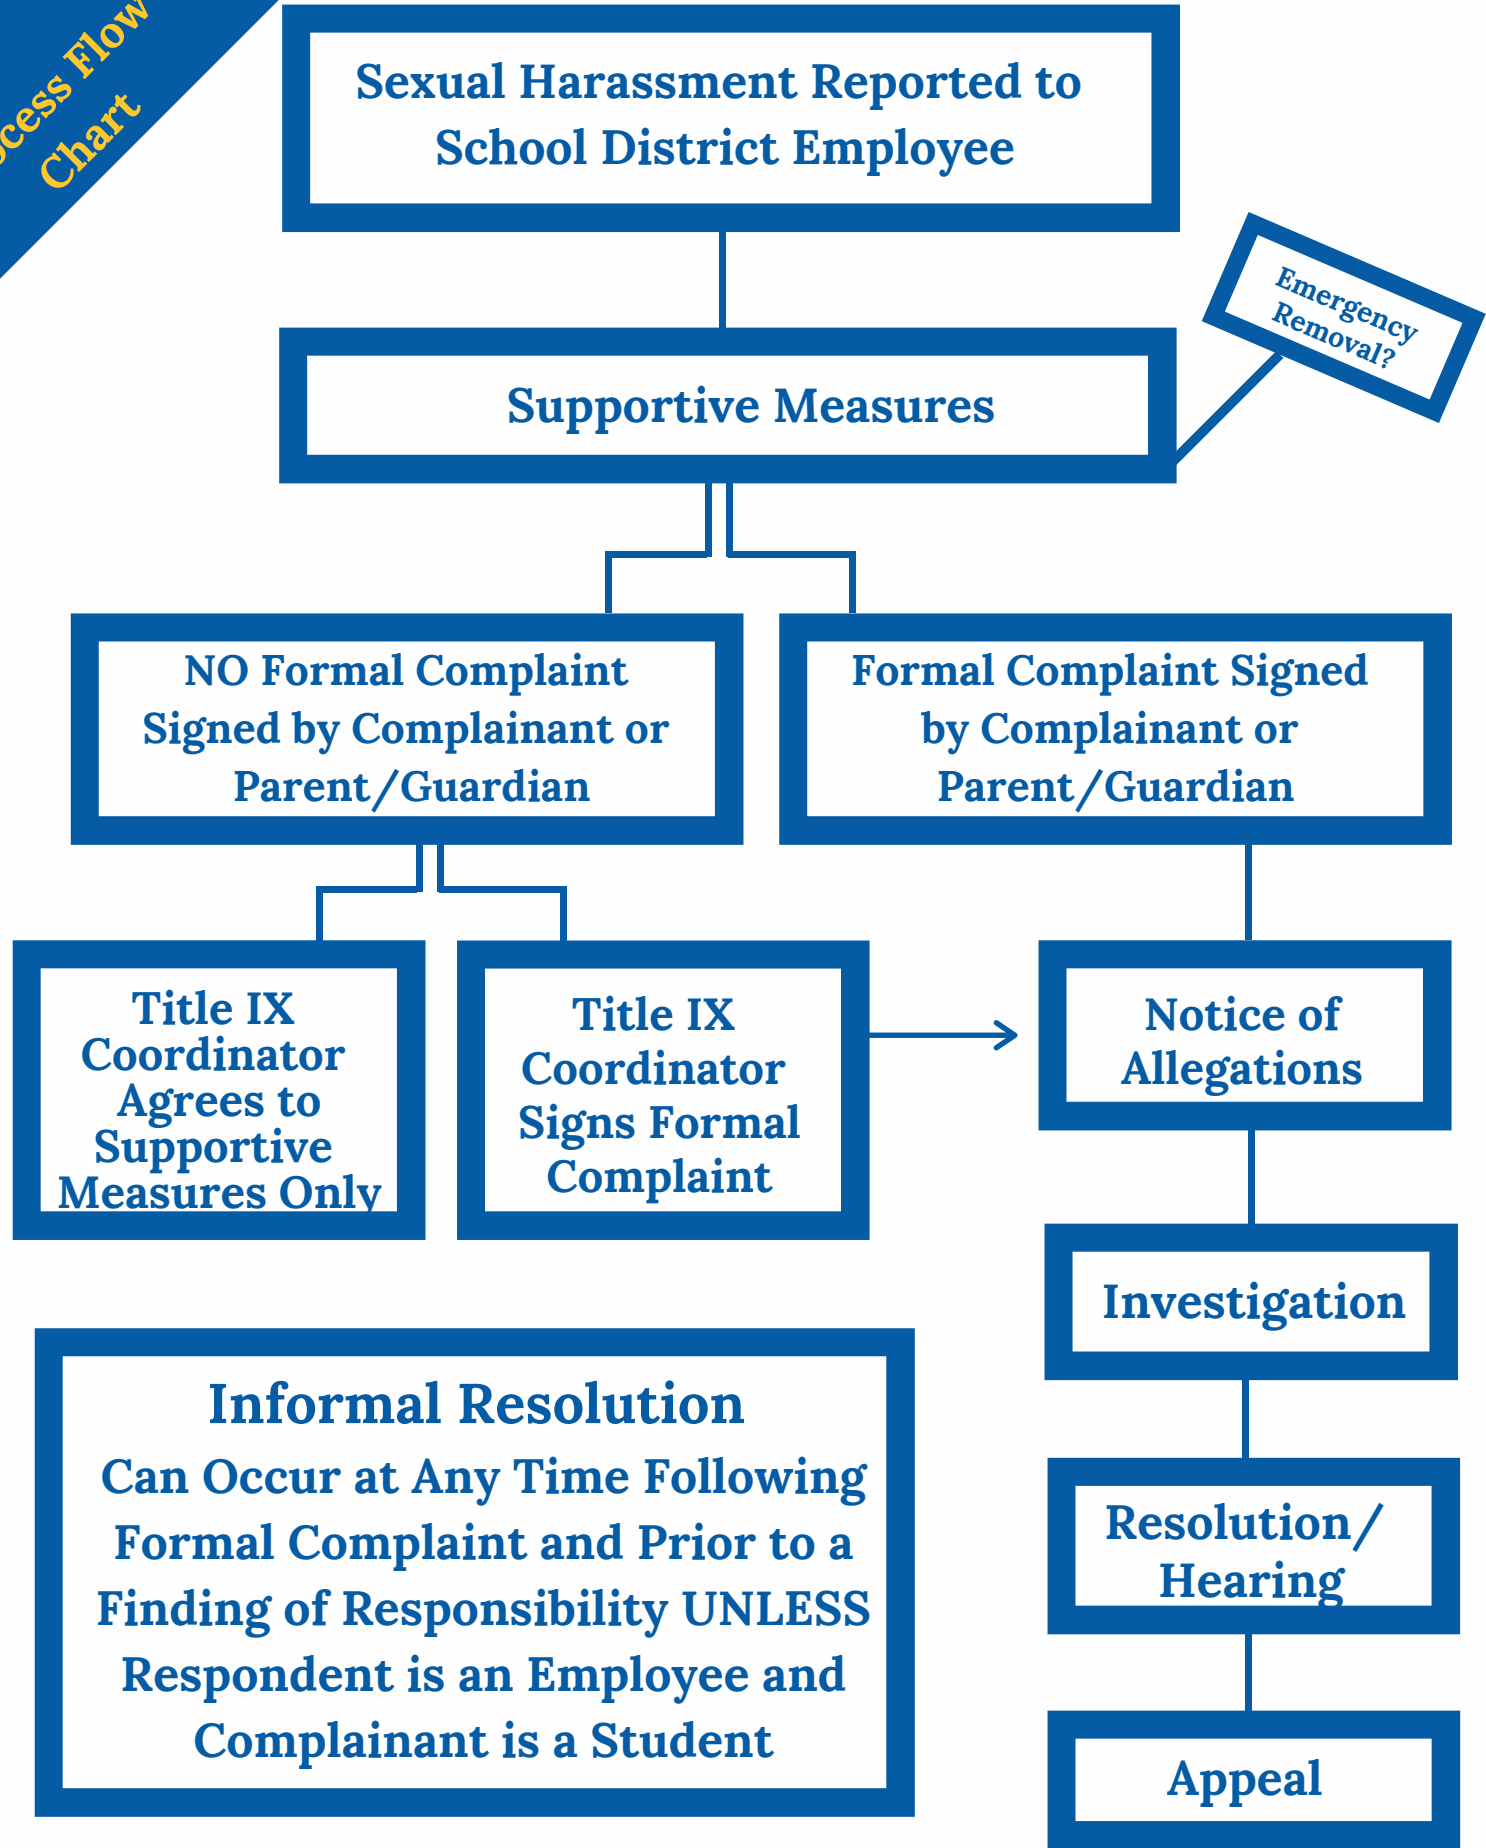 Flow
Chart
Sexual Harassment Reported to
School District Employee
Emergency
Removal?
Supportive Measures
NO Formal Complaint
Signed by Complainant or
Parent/Guardian
Formal Complaint Signed
by Complainant or
Parent/Guardian
Title IX
Coordinator
Agrees to
Supportive
Measures Only
Title IX
Coordinator
Signs Formal
Complaint
Notice of
Allegations
Investigation
Informal Resolution
Can Occur at Any Time Following
Formal Complaint and Prior to a
Finding of Responsibility UNLESS
Respondent is an Employee and
Complainant is a Student
Resolution/
Hearing
Appeal